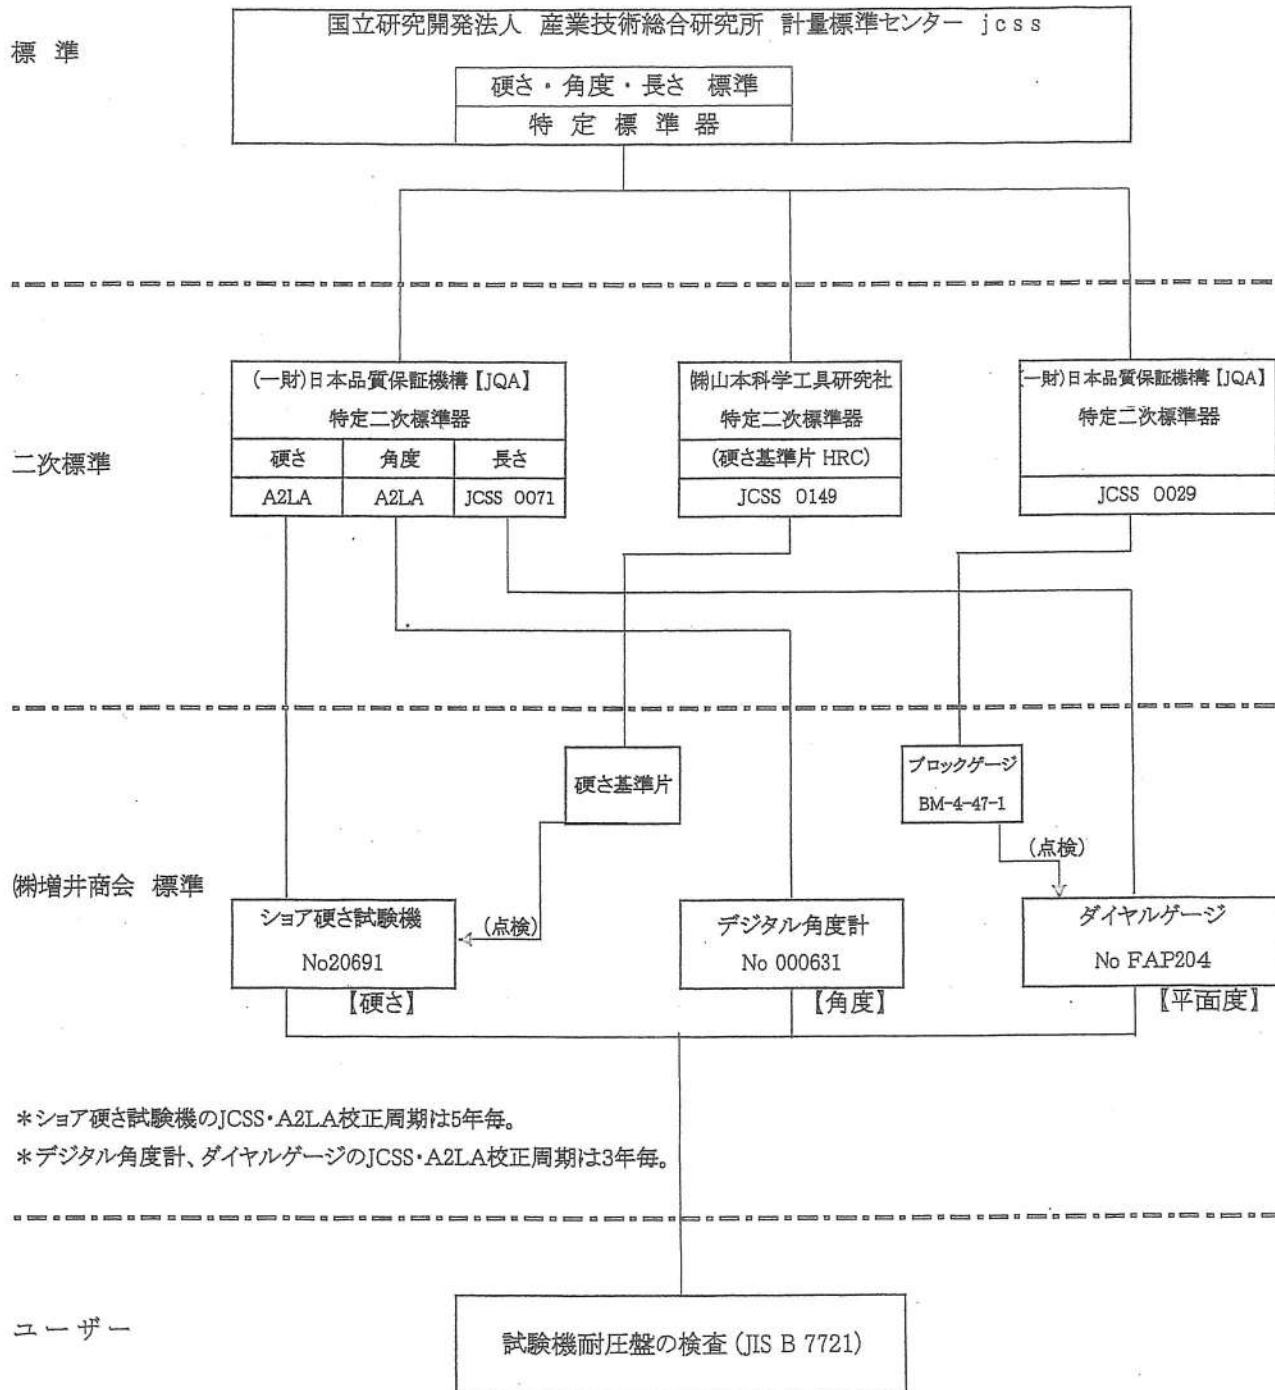 国立研究開発法人 産業技術総合研究所 計量標準センター jcss
標 準
硬さ・角度・長さ 標準
特 定 標 準 器
(一財)日本品質保証機構【JQA】
特定二次標準器
硬さ 角度 長さ
A2LA A2LA JCSS 0071
㈱山本科学工具研究社
特定二次標準器
(硬さ基準片 HRC)
JCSS 0149
(一財)日本品質保証機構【JQA】
特定二次標準器
JCSS 0029
二次標準
硬さ基準片
ブロックゲージ
BM-4-47-1
(点検)
㈱増井商会 標準
ショア硬さ試験機
No20691
(点検)
【硬さ】
デジタル角度計
No 000631
【角度】
ダイヤルゲージ
No FAP204
【平面度】
*ショア硬さ試験機のJCSS・A2LA校正周期は5年毎。
*デジタル角度計、ダイヤルゲージのJCSS・A2LA校正周期は3年毎。
ユーザー
試験機耐圧盤の検査 (JIS B 7721)